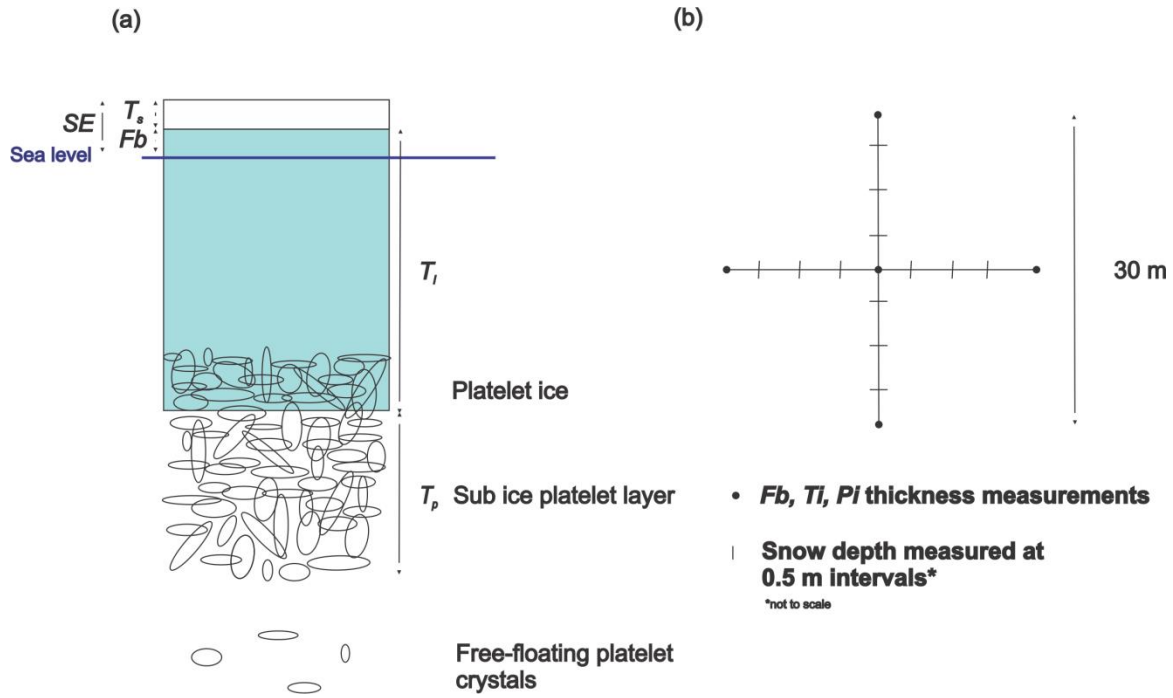 (a)
(b)
SE
Ts
Fb
Sea level
Tl
30 m
Platelet ice
Tp
Sub ice platelet layer
• Fb, Ti, Pi thickness measurements
Snow depth measured at
0.5 m intervals*
*not to scale
Free-floating platelet
crystals